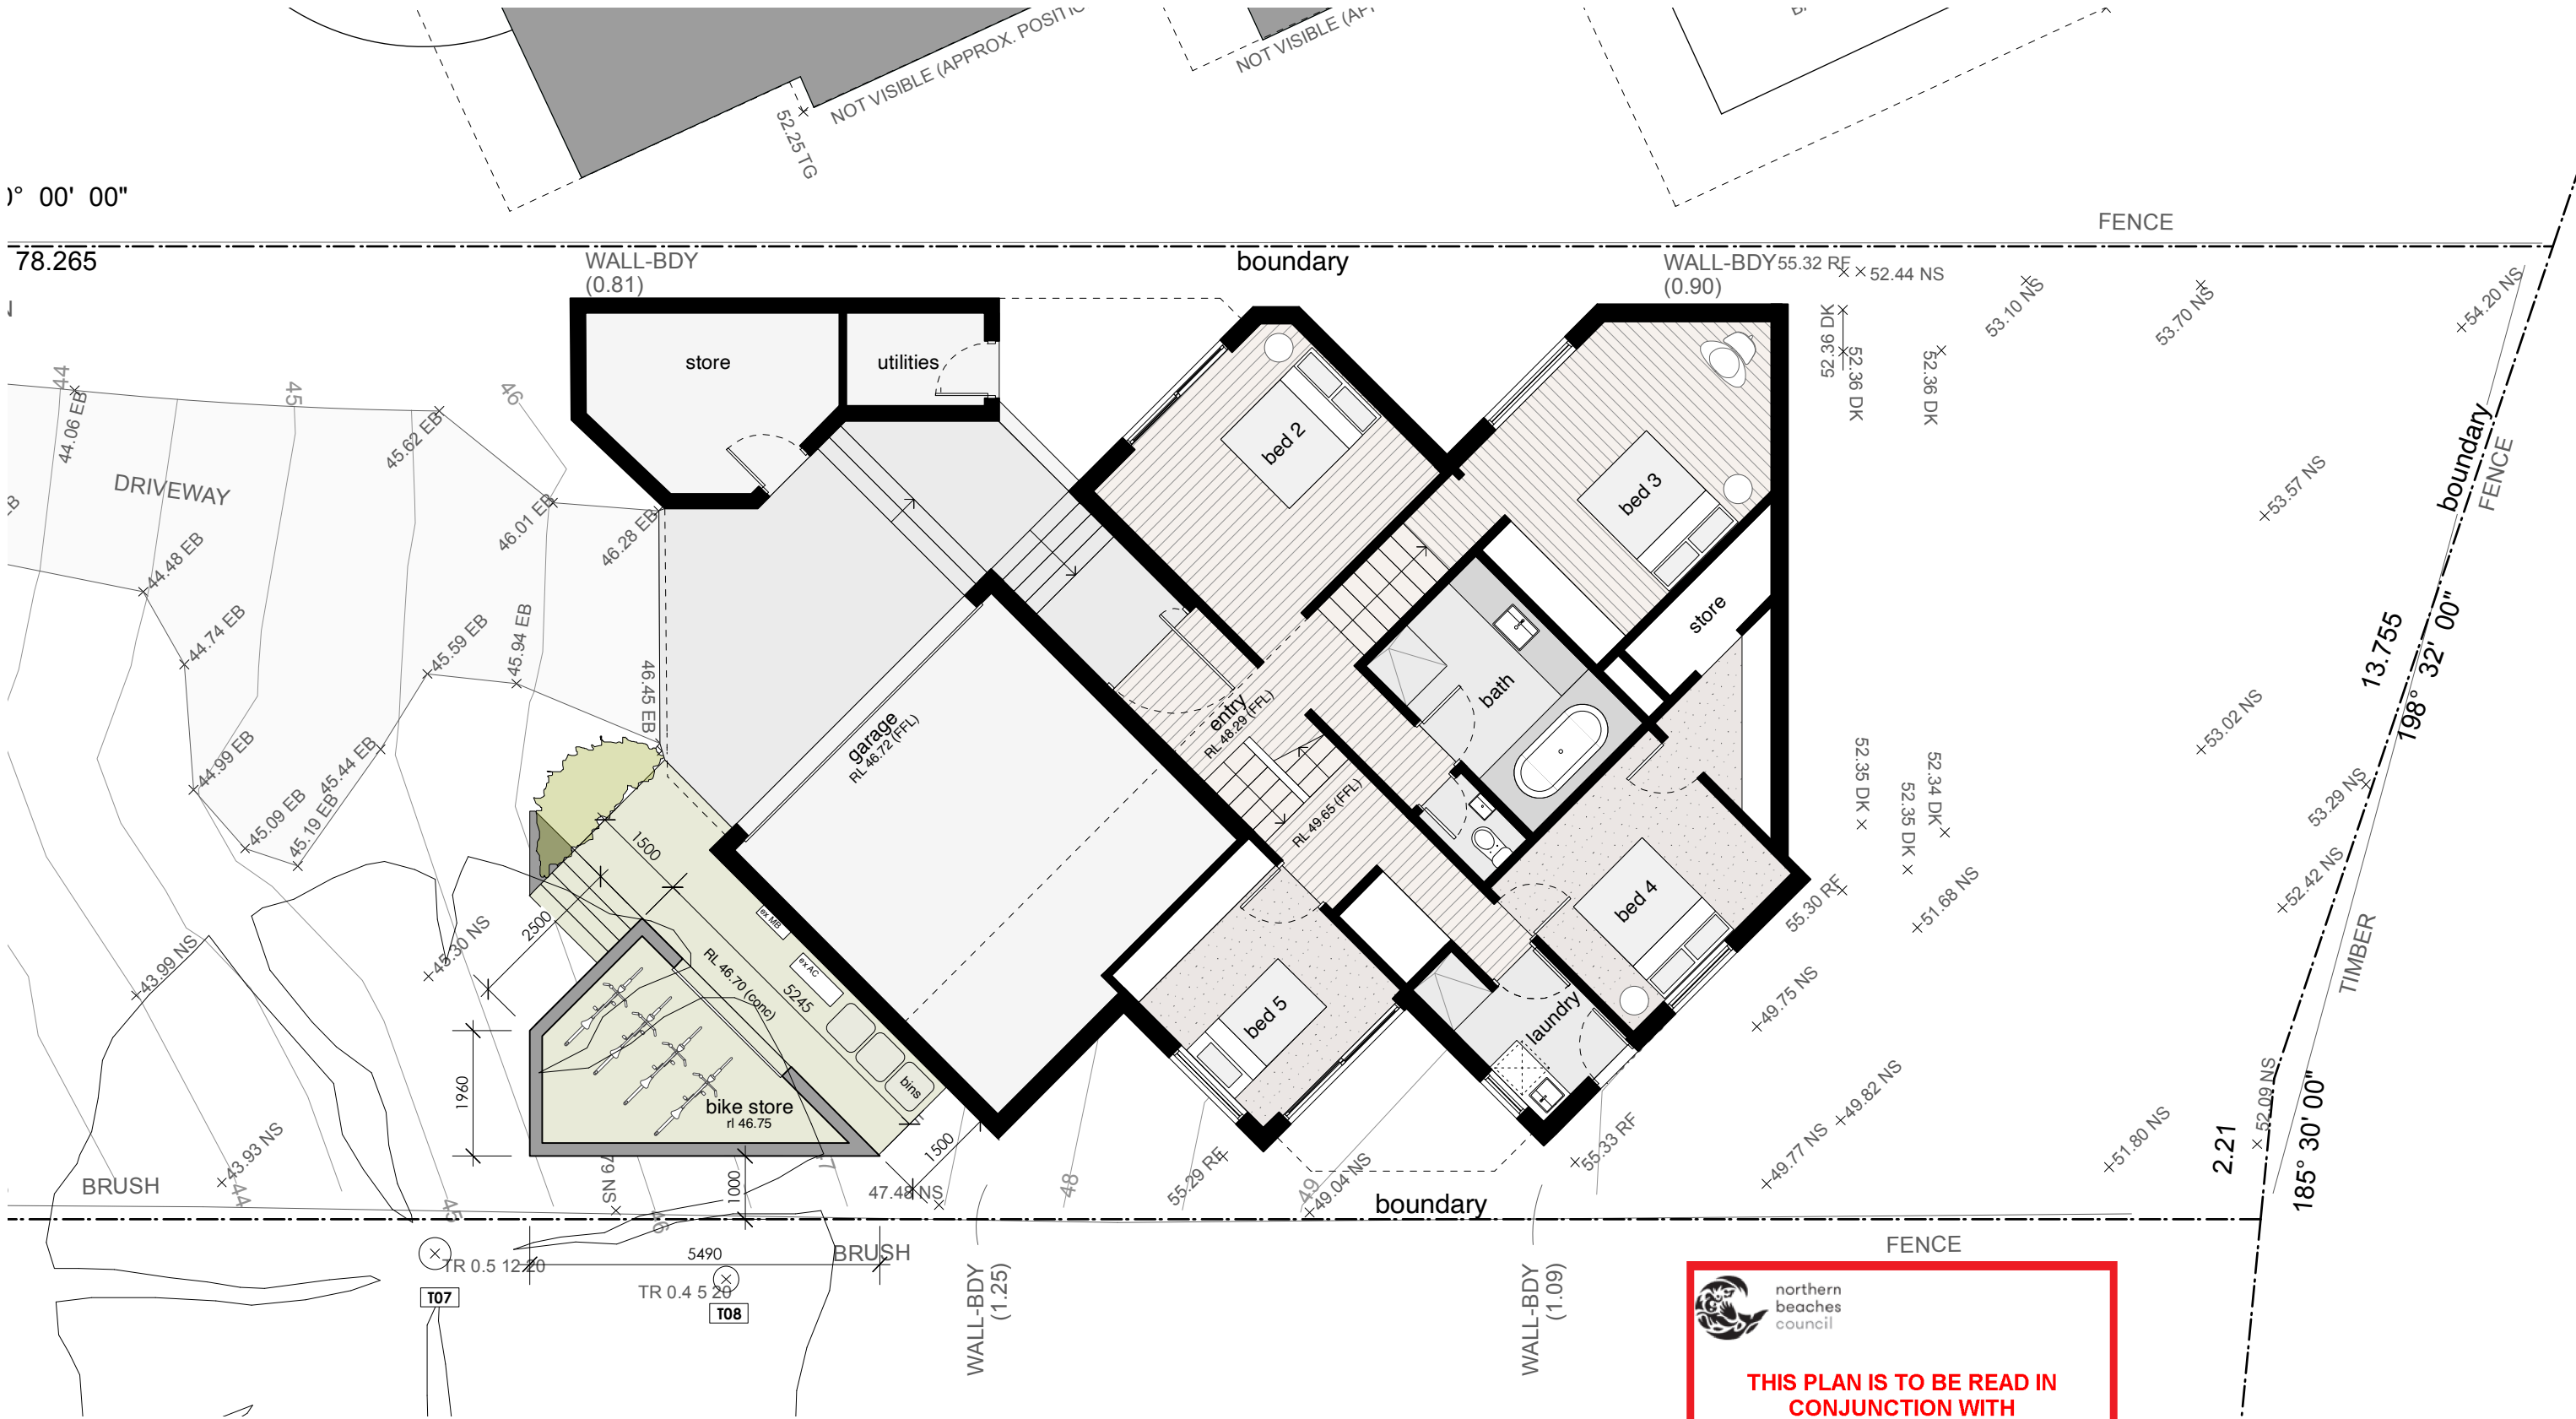 NOT VISIBLE (APPROX. POSITIO
NOT VISIBLE (AP
52.25 TG
0° 00' 00"
78.265
FENCE
WALL-BDY
(0.81)
boundary
WALL-BDY
(0.90)
55.32 RF
52.44 NS
53.10 NS
53.70 NS
54.20 NS
52.36 DK
52.36 DK
52.36 DK
store
utilities
44
44.06 EB
45
46
45.62 EB
DRIVEWAY
46.01 EB
46.28 EB
44.48 EB
44.74 EB
45.59 EB
45.94 EB
46.45 EB
44.99 EB
45.44 EB
45.09 EB
45.19 EB
bed 2
bed 3
store
bath
entry
RL 48.29 (FFL)
garage
RL 46.72 (FFL)
RL 49.65 (FFL)
bed 4
bed 5
laundry
boundary
FENCE
53.57 NS
13.755
198° 32' 00"
53.02 NS
53.29 NS
52.42 NS
TIMBER
52.35 DK
52.35 DK
52.34 DK
55.30 RF
51.68 NS
49.75 NS
49.82 NS
49.77 NS
51.80 NS
52.09 NS
2.21
185° 30' 00"
1500
2500
ex MB
ex AC
RL 46.70 (conc)
5245
bins
bike store
rl 46.75
1960
1000
1500
45.30 NS
43.99 NS
43.93 NS
BRUSH
44
45
79 NS
46
47.48 NS
48
49
49.04 NS
55.29 RF
55.33 RF
boundary
BRUSH
FENCE
5490
TR 0.5 12 20
T07
TR 0.4 5 20
T08
WALL-BDY
(1.25)
WALL-BDY
(1.09)
northern
beaches
council
THIS PLAN IS TO BE READ IN
CONJUNCTION WITH